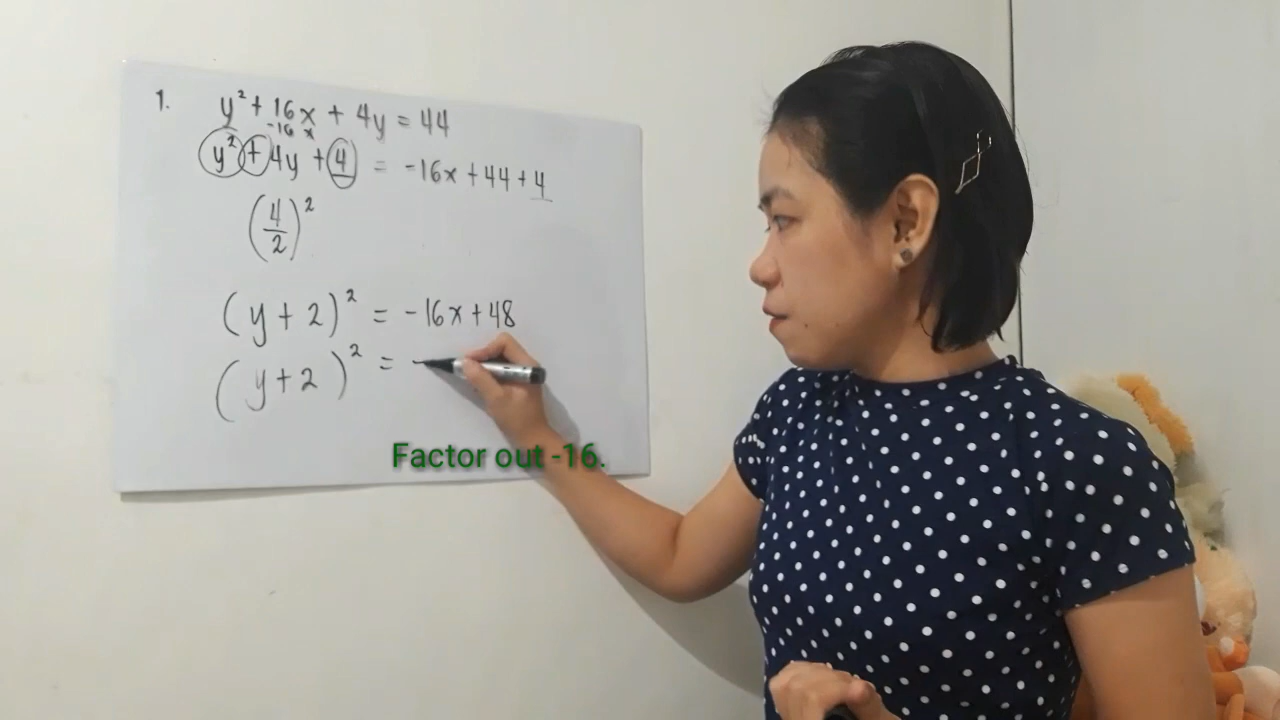 1. y² + 16x + 4y = 44
-16x
y² + 4y + 4 = -16x + 44 + 4
(4/2)²
(y + 2)² = -16x + 48
(y + 2)² = -
Factor out -16.